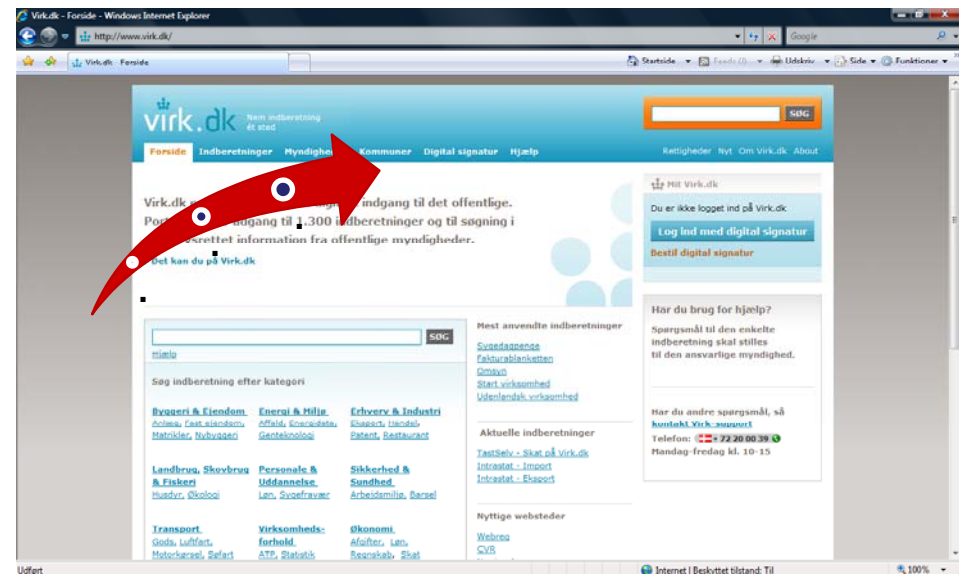 Virk.dk - Forside - Windows Internet Explorer
http://www.virk.dk/
Google
Virk.dk Forside
Startside Feeds (J) Udskriv Side Funktioner
virk.dk
Nem indberetning
ét sted
SØG
Forside Indberetninger Kommuner Digital signatur Hjælp
Rettigheder Nyt Om Virk.dk About
Virk.dk indgang til det offentlige.
til 1.300 indberetninger og til søgning i
information fra offentlige myndigheder.
Det kan du på Virk.dk
Mit Virk.dk
Du er ikke logget ind på Virk.dk
Log ind med digital signatur
Bestil digital signatur
Har du brug for hjælp?
Spørgsmål til den enkelte
indberetning skal stilles
til den ansvarlige myndighed.
Har du andre spørgsmål, så
kontakt Virk-support
Telefon: 72 20 00 39
Mandag-fredag kl. 10-15
SØG
Hjælp
Søg indberetning efter kategori
Byggeri & Ejendom
Anlæg, Fast ejendom,
Matrikler, Nybyggeri
Energi & Miljø
Affald, Energidata,
Genteknologi
Erhverv & Industri
Eksport, Handel,
Patent, Restaurant
Landbrug, Skovbrug
& Fiskeri
Husdyr, Økologi
Personale &
Uddannelse
Løn, Sygefravær
Sikkerhed &
Sundhed
Arbejdsmiljø, Barsel
Transport
Gods, Luftfart,
Motorkørsel, Søfart
Virksomheds-
forhold
ATP, Statistik
Økonomi
Afgifter, Løn,
Regnskab, Skat
Mest anvendte indberetninger
Sygedagpenge
Fakturablanketten
Omsyn
Start virksomhed
Udenlandsk virksomhed
Aktuelle indberetninger
TastSelv - Skat på Virk.dk
Intrastat - Import
Intrastat - Eksport
Nyttige websteder
Webreg
CVR
Udført
Internet | Beskyttet tilstand: Til
100%